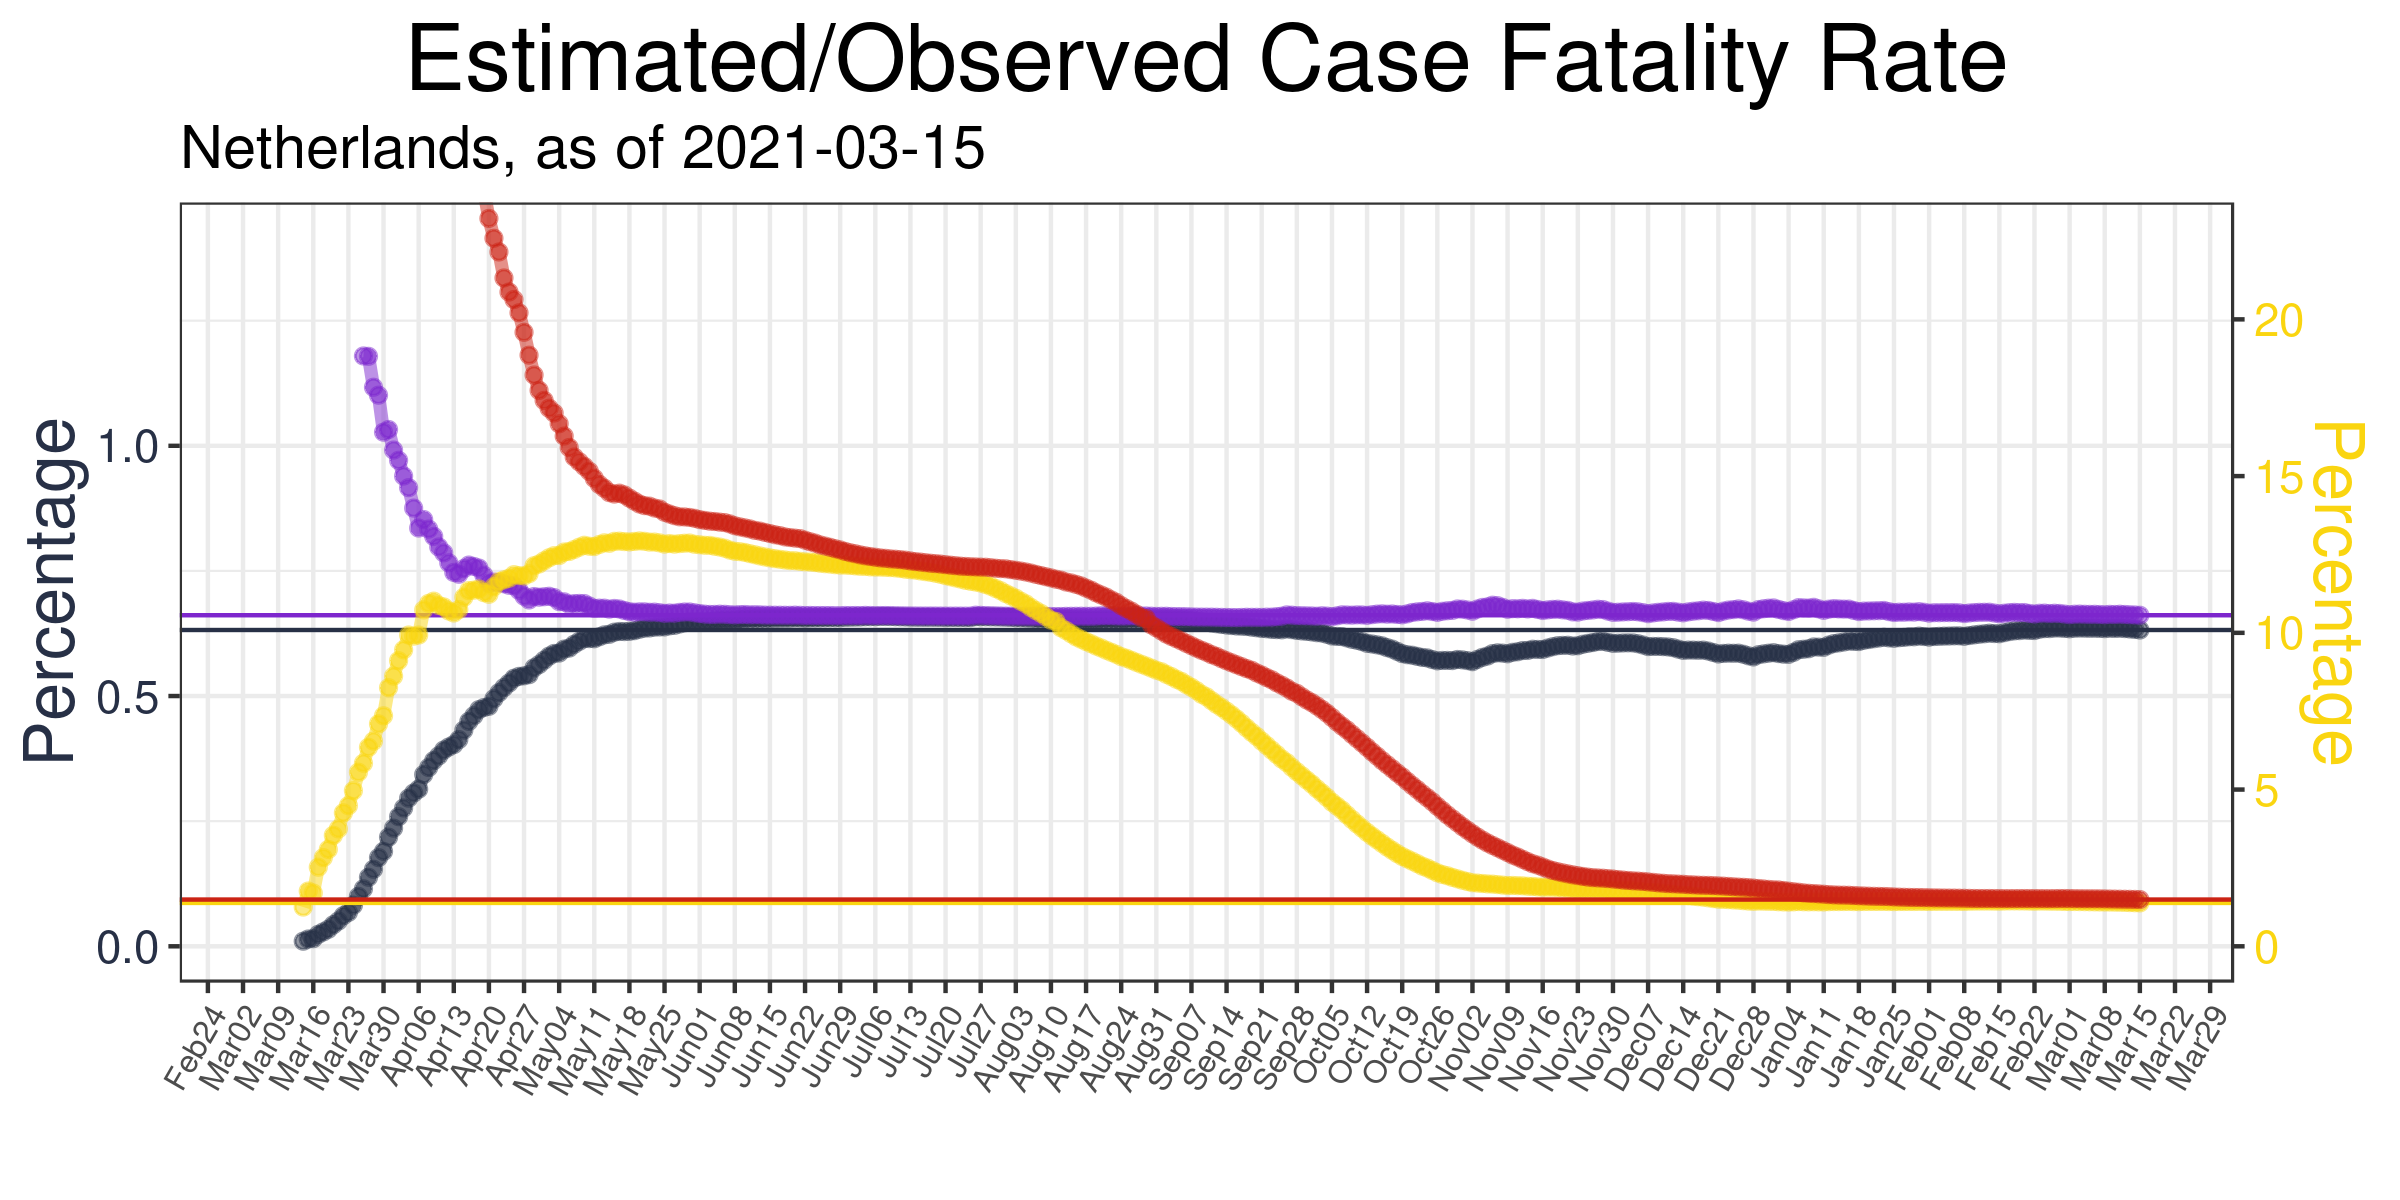 Estimated/Observed Case Fatality Rate
Netherlands, as of 2021-03-15
Percentage
1.0
0.5
0.0
20
15
10
5
0
Percentage
Feb24
Mar02
Mar09
Mar16
Mar23
Mar30
Apr06
Apr13
Apr20
Apr27
May04
May11
May18
May25
Jun01
Jun08
Jun15
Jun22
Jun29
Jul06
Jul13
Jul20
Jul27
Aug03
Aug10
Aug17
Aug24
Aug31
Sep07
Sep14
Sep21
Sep28
Oct05
Oct12
Oct19
Oct26
Nov02
Nov09
Nov16
Nov23
Nov30
Dec07
Dec14
Dec21
Dec28
Jan04
Jan11
Jan18
Jan25
Feb01
Feb08
Feb15
Feb22
Mar01
Mar08
Mar15
Mar22
Mar29